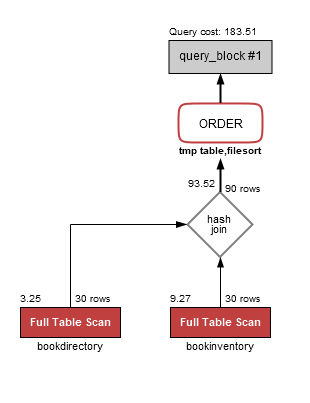 Query cost: 183.51
query_block #1
ORDER
tmp table,filesort
93.52
90 rows
hash
join
3.25
30 rows
9.27
30 rows
Full Table Scan
Full Table Scan
bookdirectory
bookinventory